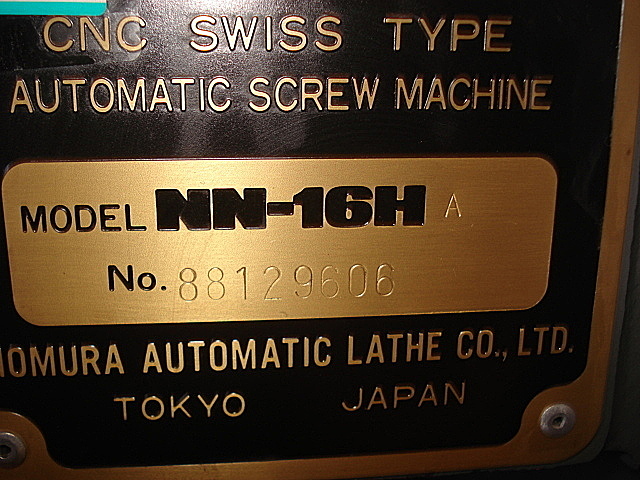 CNC SWISS TYPE
AUTOMATIC SCREW MACHINE
MODEL NN-16H A
No. 88129606
NOMURA AUTOMATIC LATHE CO., LTD.
TOKYO JAPAN